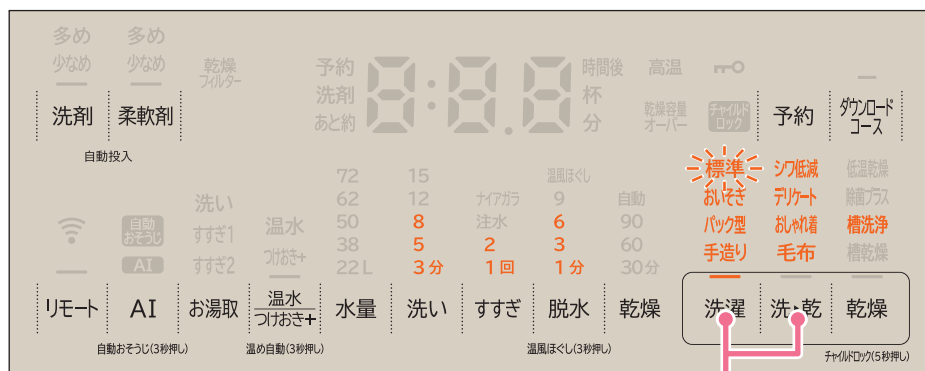 多め 多め
少なめ 少なめ 乾燥フィルター
洗剤 柔軟剤
自動投入
予約
洗剤
あと約
8:8.8
時間後
杯
分
高温
乾燥容量オーバー
チャイルドロック
予約
ダウンロードコース
自動おそうじ
AI
洗い
すすぎ1
すすぎ2
温水
つけおき+
72
62
50
38
22L
15
12
8
5
3分
ナイアガラ
注水
2
1回
温風ほぐし
9
6
3
1分
自動
90
60
30分
標準 シワ低減 低温乾燥
おいそぎ デリケート 除菌プラス
パック型 おしゃれ着 槽洗浄
手造り 毛布 槽乾燥
リモート AI お湯取 温水つけおき+ 水量 洗い すすぎ 脱水 乾燥 洗濯 洗▸乾 乾燥
自動おそうじ(3秒押し) 温め自動(3秒押し) 温風ほぐし(3秒押し) チャイルドロック(5秒押し)